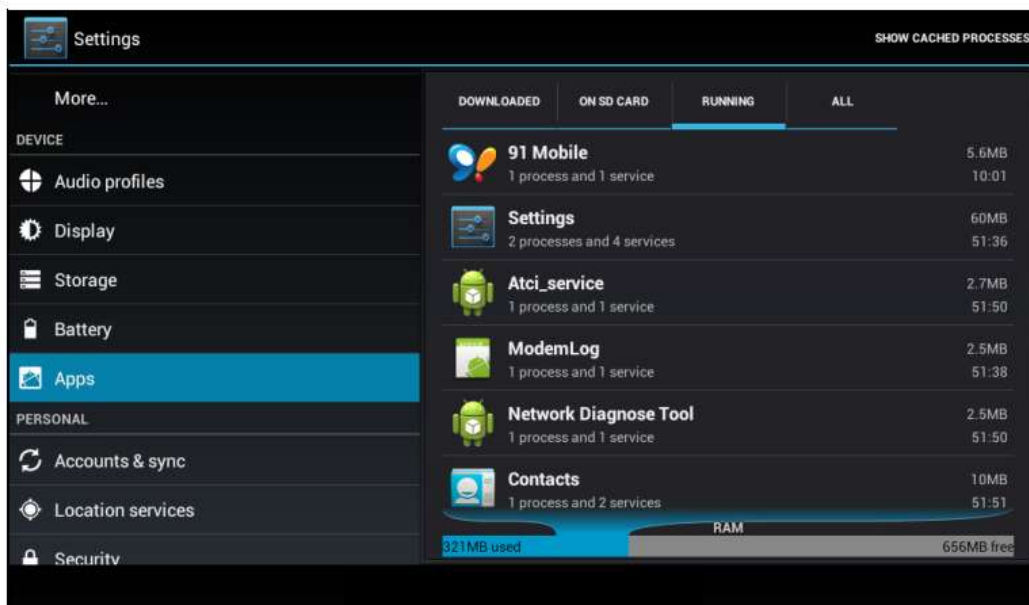 Settings
SHOW CACHED PROCESSES
More...
DEVICE
Audio profiles
Display
Storage
Battery
Apps
PERSONAL
Accounts & sync
Location services
Security
DOWNLOADED ON SD CARD RUNNING ALL
91 Mobile 5.6MB
1 process and 1 service 10:01
Settings 60MB
2 processes and 4 services 51:36
Atci_service 2.7MB
1 process and 1 service 51:50
ModemLog 2.5MB
1 process and 1 service 51:38
Network Diagnose Tool 2.5MB
1 process and 1 service 51:50
Contacts 10MB
1 process and 2 services 51:51
RAM
321MB used 656MB free